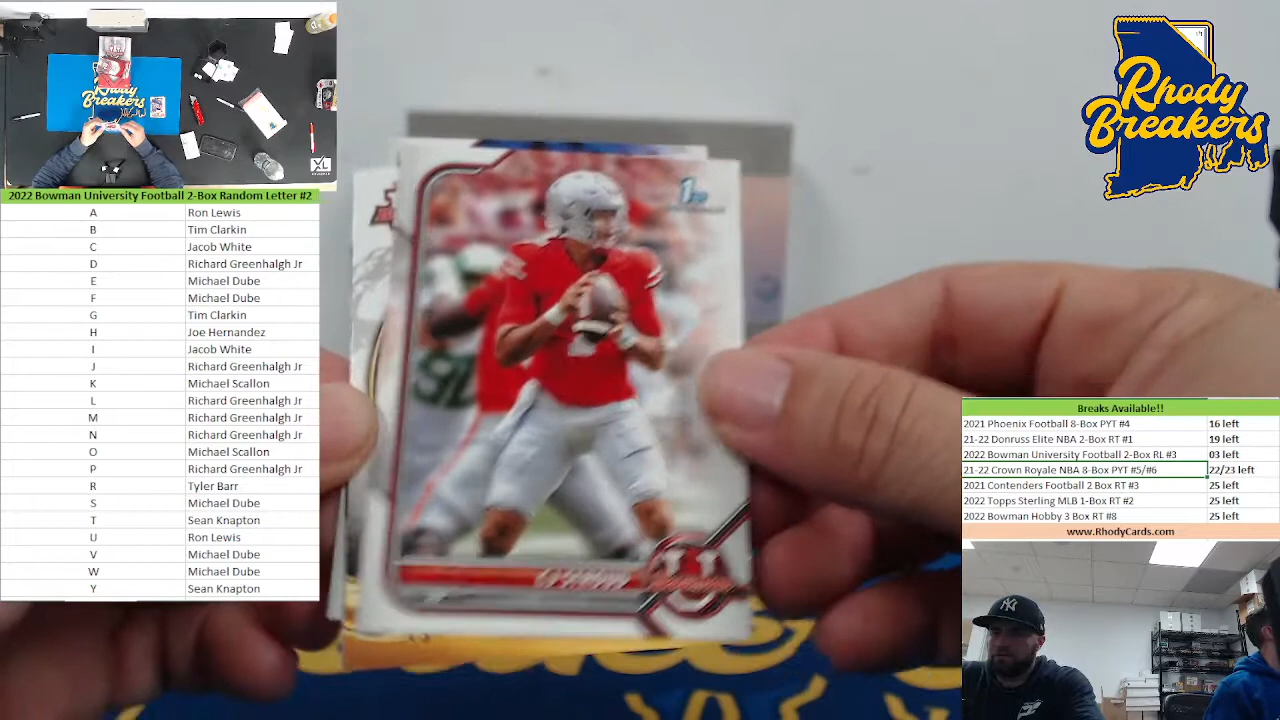 2022 Bowman University Football 2-Box Random Letter #2
A Ron Lewis
B Tim Clarkin
C Jacob White
D Richard Greenhalgh Jr
E Michael Dube
F Michael Dube
G Tim Clarkin
H Joe Hernandez
I Jacob White
J Richard Greenhalgh Jr
K Michael Scallon
L Richard Greenhalgh Jr
M Richard Greenhalgh Jr
N Richard Greenhalgh Jr
O Michael Scallon
P Richard Greenhalgh Jr
R Tyler Barr
S Michael Dube
T Sean Knapton
U Ron Lewis
V Michael Dube
W Michael Dube
Y Sean Knapton
Rhody
Breakers
Rhody
Breakers
XL
1st
7
Breaks Available!!
2021 Phoenix Football 8-Box PYT #4 16 left
21-22 Donruss Elite NBA 2-Box RT #1 19 left
2022 Bowman University Football 2-Box RL #3 03 left
21-22 Crown Royale NBA 8-Box PYT #5/#6 22/23 left
2021 Contenders Football 2 Box RT #3 25 left
2022 Topps Sterling MLB 1-Box RT #2 25 left
2022 Bowman Hobby 3 Box RT #8 25 left
www.RhodyCards.com